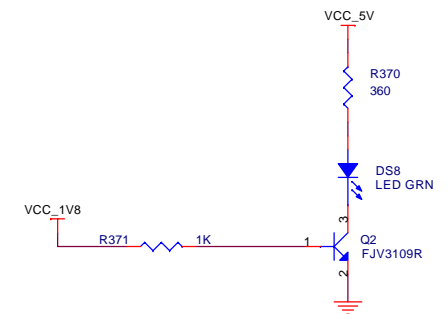 VCC_5V
R370
360
DS8
LED GRN
VCC_1V8
R371 1K
1
3
Q2
FJV3109R
2